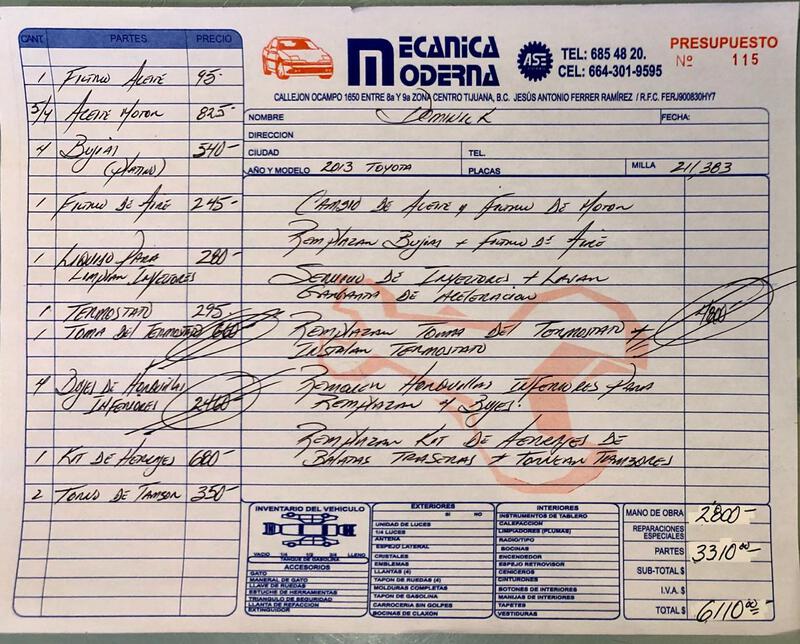 CANT. PARTES PRECIO
1 FILTRO ACEITE 95-
5/4 ACEITE MOTOR 825-
4 BUJIAS 540-
(PLATINO)
1 FILTRO DE AIRE 245-
1 LIQUIDO PARA 280-
LIMPIAR INYECTORES
1 TERMOSTATO 295-
1 TOMA DEL TERMOSTATO 660-
4 BUJES DE HORQUILLAS
INFERIORES 2460-
1 KIT DE HERRAJES 680-
2 TORNO DE TAMBOR 350-
MECANICA
MODERNA
ASE
TEL: 685 48 20.
CEL: 664-301-9595
PRESUPUESTO
Nº 115
CALLEJON OCAMPO 1650 ENTRE 8a Y 9a ZONA CENTRO TIJUANA, B.C. JESÚS ANTONIO FERRER RAMÍREZ / R.F.C. FERJ900830HY7
NOMBRE DOMINICK FECHA:
DIRECCION
CIUDAD TEL.
AÑO Y MODELO 2013 TOYOTA PLACAS MILLA 211,383
CAMBIO DE ACEITE Y FILTRO DE MOTOR
REMPLAZAR BUJIAS + FILTRO DE AIRE
SERVICIO DE INYECTORES + LAVAR
GARGANTA DE ACELERACION
4800-
REMPLAZAR TOMA DEL TERMOSTATO +
INSTALAR TERMOSTATO
REMOVER HORQUILLAS INFERIORES PARA
REMPLAZAR 4 BUJES.
REMPLAZAR KIT DE HERRAJES DE
BALATAS TRASERAS + TORNEAR TAMBORES
INVENTARIO DEL VEHICULO
VACIO 1/4 1/2 3/4 LLENO
TANQUE DE GASOLINA
ACCESORIOS
GATO
MANERAL DE GATO
LLAVE DE RUEDAS
ESTUCHE DE HERRAMIENTAS
TRIANGULO DE SEGURIDAD
LLANTA DE REFACCION
EXTINGUIDOR
EXTERIORES
SI NO
UNIDAD DE LUCES
1/4 LUCES
ANTENA
ESPEJO LATERAL
CRISTALES
EMBLEMAS
LLANTAS (4)
TAPON DE RUEDAS (4)
MOLDURAS COMPLETAS
TAPON DE GASOLINA
CARROCERIA SIN GOLPES
BOCINAS DE CLAXON
INTERIORES
INSTRUMENTOS DE TABLERO
CALEFACCION
LIMPIADORES (PLUMAS)
RADIO/TIPO
BOCINAS
ENCENDEDOR
ESPEJO RETROVISOR
CENICEROS
CINTURONES
BOTONES DE INTERIORES
MANIJAS DE INTERIORES
TAPETES
VESTIDURAS
MANO DE OBRA 2800-
REPARACIONES
ESPECIALES
PARTES 3310 00-
SUB-TOTAL $
I.V.A. $
TOTAL $ 6110 00-